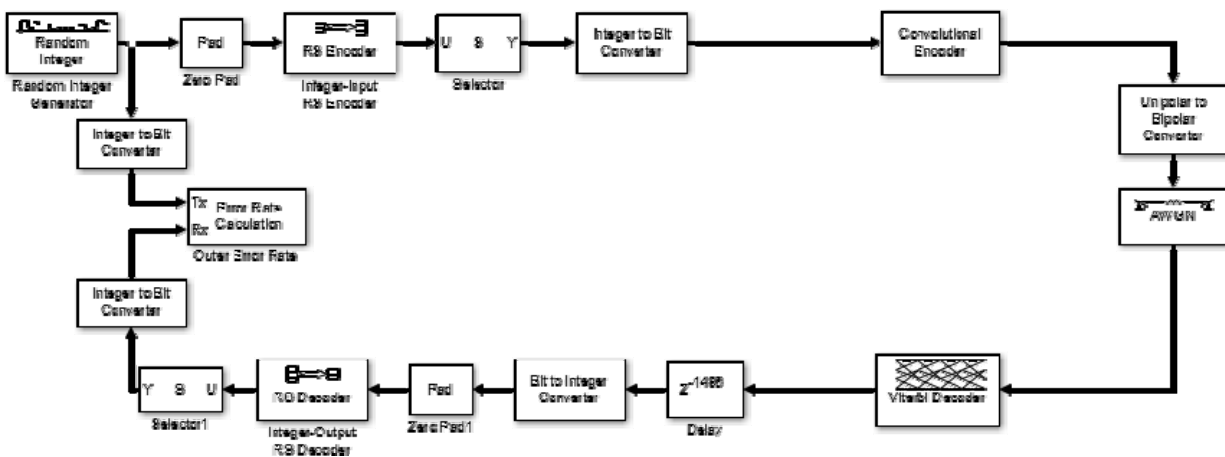 Random
Integer
Random Integer
Generator
Pad
Zero Pad
RS Encoder
Integer-Input
RS Encoder
U S Y
Selector
Integer to Bit
Converter
Convolutional
Encoder
Unipolar to
Bipolar
Converter
AWGN
Integer to Bit
Converter
Tx
Rx
Error Rate
Calculation
Outer Error Rate
Integer to Bit
Converter
Y S U
Selector1
RS Decoder
Integer-Output
RS Decoder
Pad
Zero Pad1
Bit to Integer
Converter
Delay
Viterbi Decoder